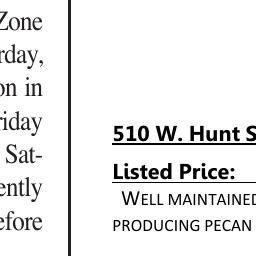 Zone
rday,
on in
riday
Sat-
ently
efore
510 W. Hunt S
Listed Price:
WELL MAINTAINED
PRODUCING PECAN